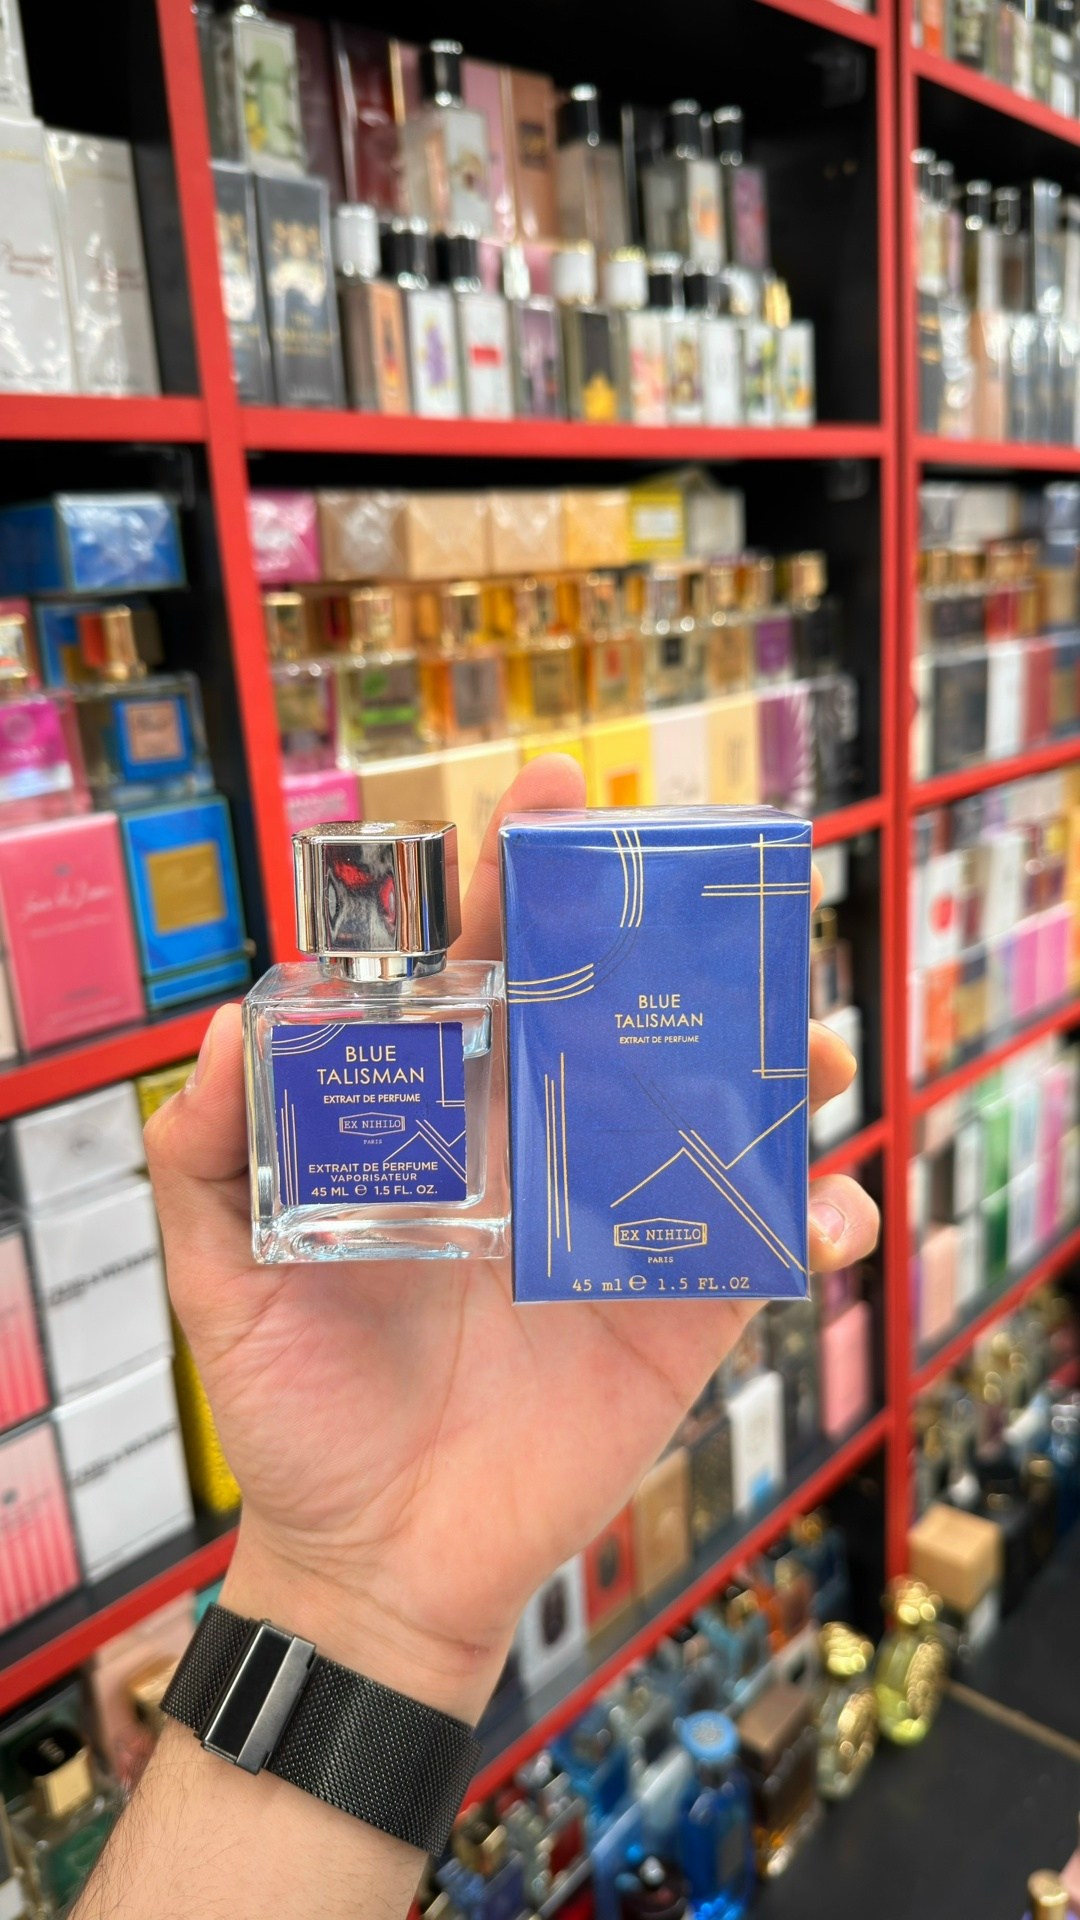 BLUE
TALISMAN
EXTRAIT DE PERFUME
EX NIHILO
PARIS
EXTRAIT DE PERFUME
VAPORISATEUR
45 ML ℮ 1.5 FL. OZ.
BLUE
TALISMAN
EXTRAIT DE PERFUME
EX NIHILO
PARIS
45 ml ℮ 1.5 FL.OZ